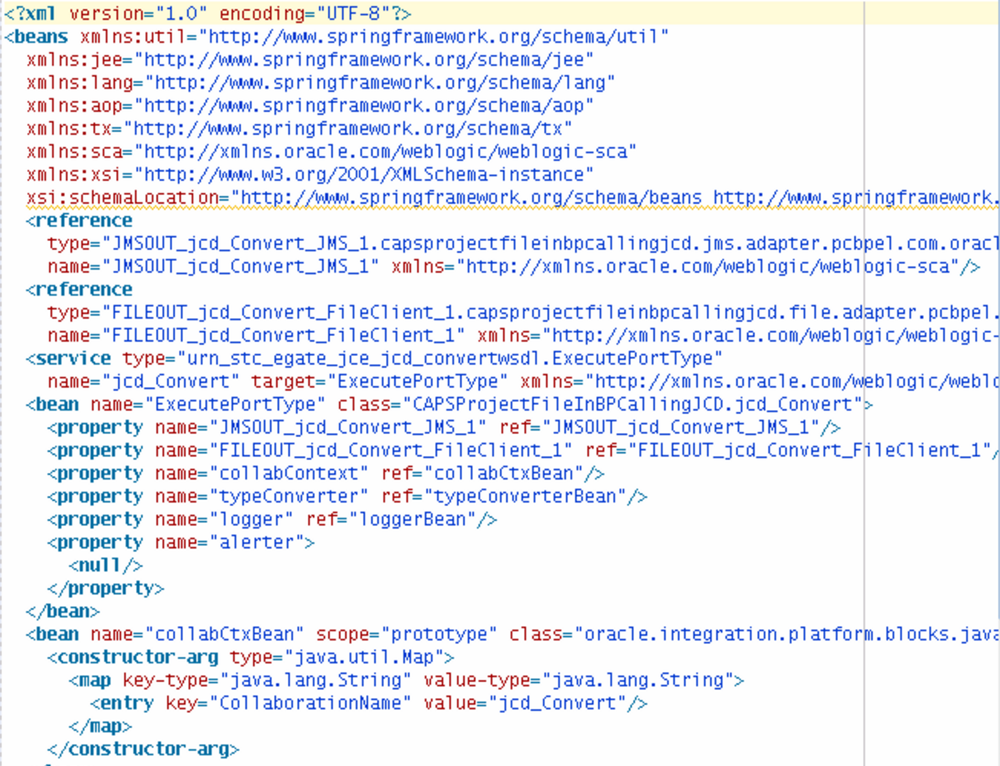 <?xml version="1.0" encoding="UTF-8"?>
<beans xmlns:util="http://www.springframework.org/schema/util"
xmlns:jee="http://www.springframework.org/schema/jee"
xmlns:lang="http://www.springframework.org/schema/lang"
xmlns:aop="http://www.springframework.org/schema/aop"
xmlns:tx="http://www.springframework.org/schema/tx"
xmlns:sca="http://xmlns.oracle.com/weblogic/weblogic-sca"
xmlns:xsi="http://www.w3.org/2001/XMLSchema-instance"
xsi:schemaLocation="http://www.springframework.org/schema/beans http://www.springframework.
<reference
type="JMSOUT_jcd_Convert_JMS_1.capsprojectfileinbpcallingjcd.jms.adapter.pcbpel.com.oracl
name="JMSOUT_jcd_Convert_JMS_1" xmlns="http://xmlns.oracle.com/weblogic/weblogic-sca"/>
<reference
type="FILEOUT_jcd_Convert_FileClient_1.capsprojectfileinbpcallingjcd.file.adapter.pcbpel.
name="FILEOUT_jcd_Convert_FileClient_1" xmlns="http://xmlns.oracle.com/weblogic/weblogic-
<service type="urn_stc_egate_jce_jcd_convertwsdl.ExecutePortType"
name="jcd_Convert" target="ExecutePortType" xmlns="http://xmlns.oracle.com/weblogic/weblo
<bean name="ExecutePortType" class="CAPSProjectFileInBPCallingJCD.jcd_Convert">
<property name="JMSOUT_jcd_Convert_JMS_1" ref="JMSOUT_jcd_Convert_JMS_1"/>
<property name="FILEOUT_jcd_Convert_FileClient_1" ref="FILEOUT_jcd_Convert_FileClient_1"/
<property name="collabContext" ref="collabCtxBean"/>
<property name="typeConverter" ref="typeConverterBean"/>
<property name="logger" ref="loggerBean"/>
<property name="alerter">
<null/>
</property>
</bean>
<bean name="collabCtxBean" scope="prototype" class="oracle.integration.platform.blocks.java
<constructor-arg type="java.util.Map">
<map key-type="java.lang.String" value-type="java.lang.String">
<entry key="CollaborationName" value="jcd_Convert"/>
</map>
</constructor-arg>